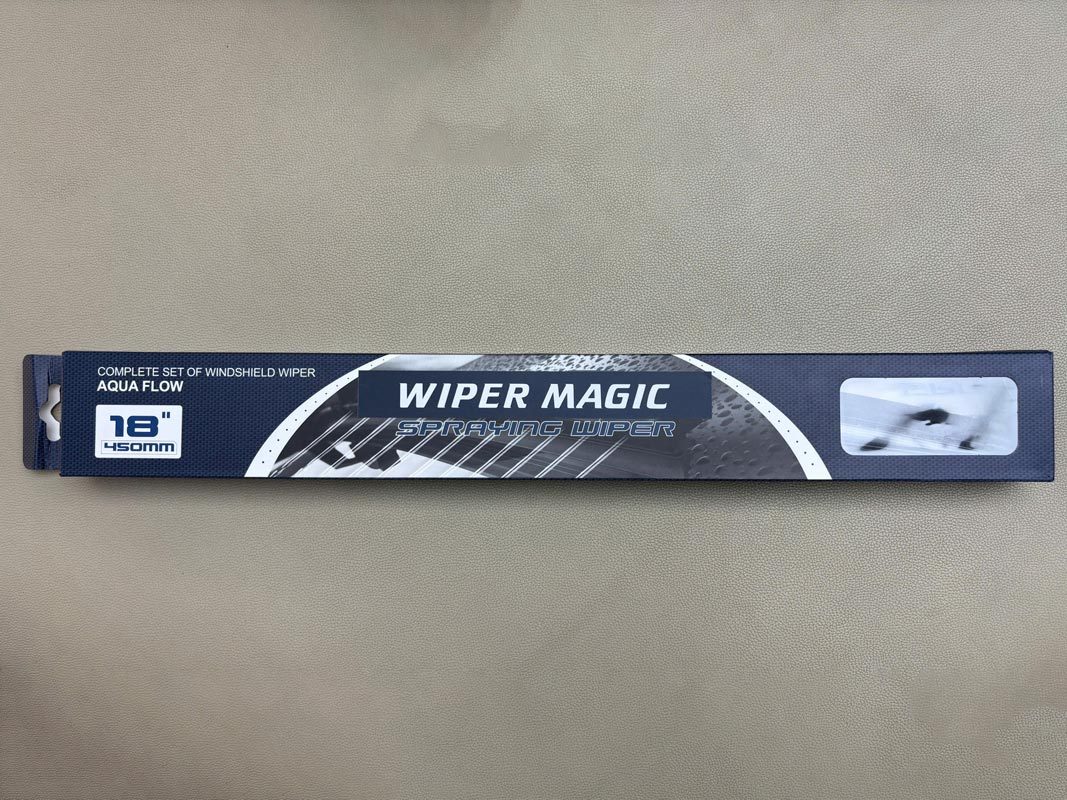 COMPLETE SET OF WINDSHIELD WIPER
AQUA FLOW
18"
450MM
WIPER MAGIC
SPRAYING WIPER